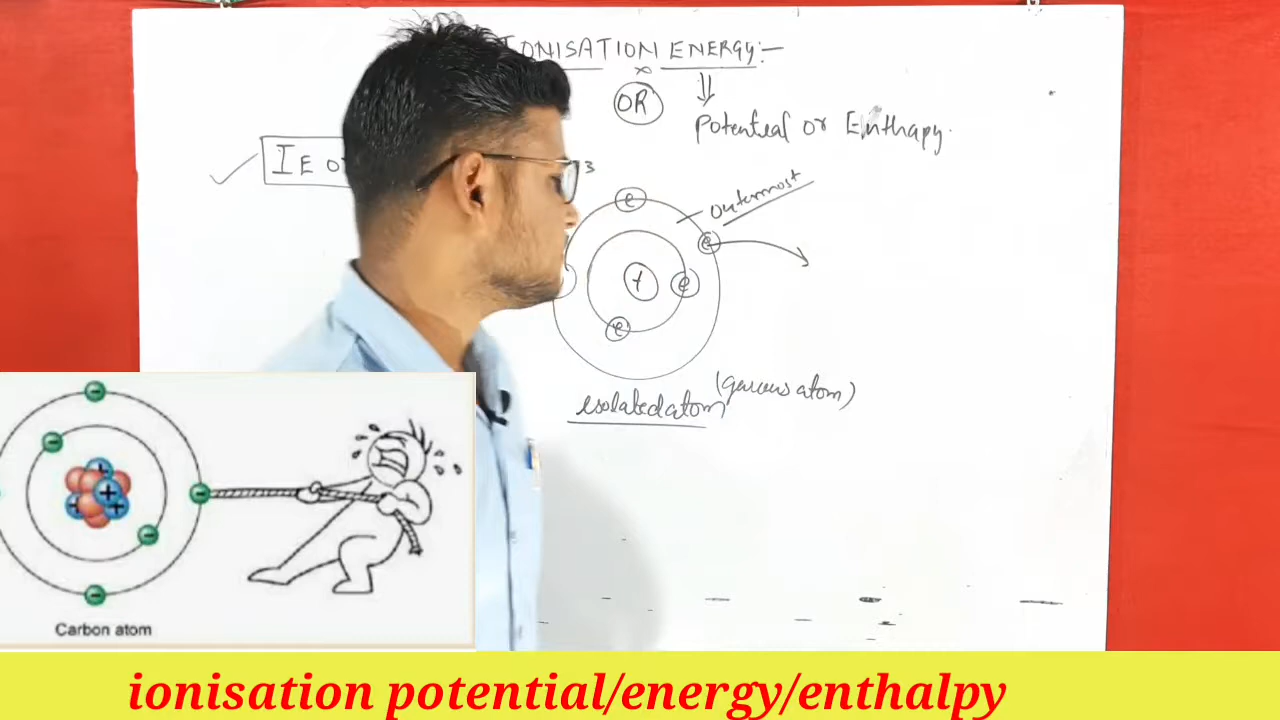 IONISATION ENERGY:-
OR
Potential or Enthapy.
IE o
3
outermost
e
e
+
e
e
isolated atom (gaseous atom)
Carbon atom
ionisation potential/energy/enthalpy